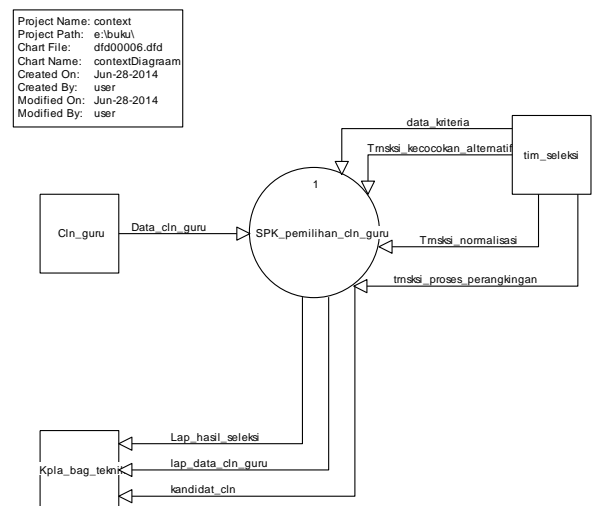 Project Name: context
Project Path: e:\buku\
Chart File: dfd00006.dfd
Chart Name: contextDiagraam
Created On: Jun-28-2014
Created By: user
Modified On: Jun-28-2014
Modified By: user
data_kriteria
Trnsksi_kecocokan_alternatif
tim_seleksi
1
Cln_guru
Data_cln_guru
SPK_pemilihan_cln_guru
Trnsksi_normalisasi
trnsksi_proses_perangkingan
Lap_hasil_seleksi
Kpla_bag_teknik
lap_data_cln_guru
kandidat_cln